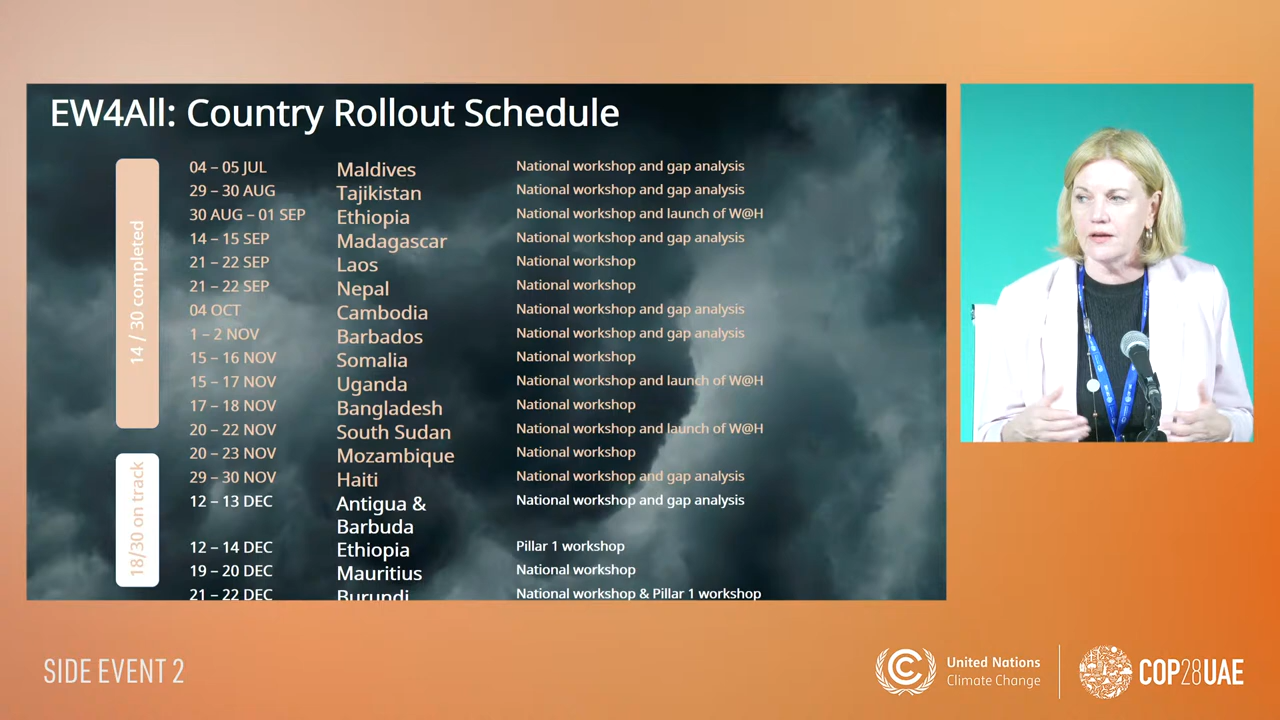 EW4All: Country Rollout Schedule
14 / 30 completed
04 – 05 JUL Maldives National workshop and gap analysis
29 – 30 AUG Tajikistan National workshop and gap analysis
30 AUG – 01 SEP Ethiopia National workshop and launch of W@H
14 – 15 SEP Madagascar National workshop and gap analysis
21 – 22 SEP Laos National workshop
21 – 22 SEP Nepal National workshop
04 OCT Cambodia National workshop and gap analysis
1 – 2 NOV Barbados National workshop and gap analysis
15 – 16 NOV Somalia National workshop
15 – 17 NOV Uganda National workshop and launch of W@H
17 – 18 NOV Bangladesh National workshop
20 – 22 NOV South Sudan National workshop and launch of W@H
20 – 23 NOV Mozambique National workshop
29 – 30 NOV Haiti National workshop and gap analysis
18/30 on track
12 – 13 DEC Antigua & National workshop and gap analysis
Barbuda
12 – 14 DEC Ethiopia Pillar 1 workshop
19 – 20 DEC Mauritius National workshop
21 – 22 DEC Burundi National workshop & Pillar 1 workshop
SIDE EVENT 2
United Nations
Climate Change
COP28UAE